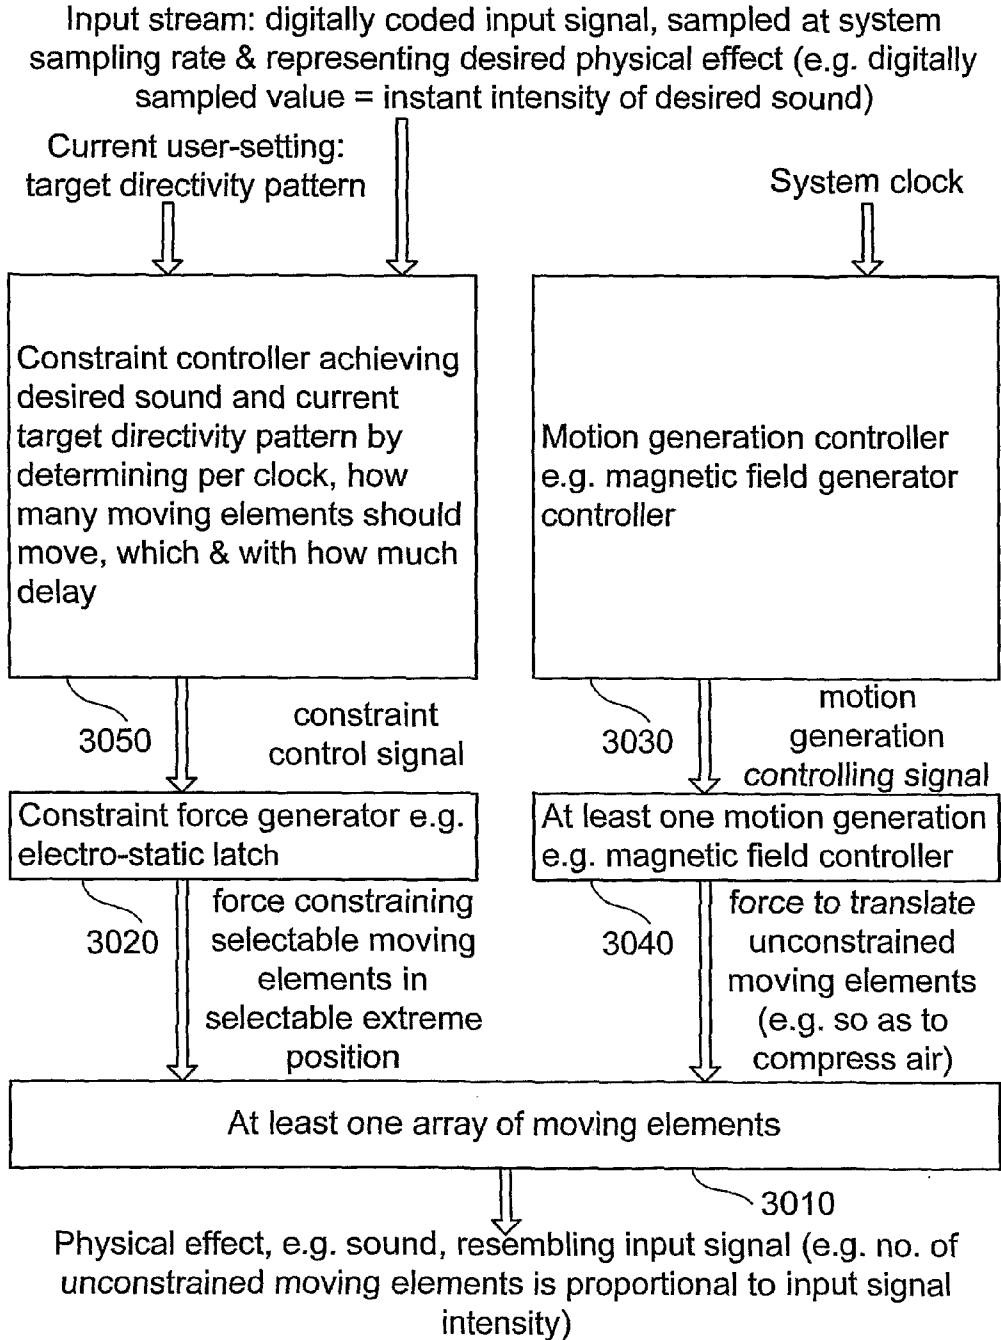 Input stream: digitally coded input signal, sampled at system
sampling rate & representing desired physical effect (e.g. digitally
sampled value = instant intensity of desired sound)
Current user-setting:
target directivity pattern
System clock
Constraint controller achieving
desired sound and current
target directivity pattern by
determining per clock, how
many moving elements should
move, which & with how much
delay
Motion generation controller
e.g. magnetic field generator
controller
3050
constraint
control signal
3030
motion
generation
controlling signal
Constraint force generator e.g.
electro-static latch
At least one motion generation
e.g. magnetic field controller
3020
force constraining
selectable moving
elements in
selectable extreme
position
3040
force to translate
unconstrained
moving elements
(e.g. so as to
compress air)
At least one array of moving elements
3010
Physical effect, e.g. sound, resembling input signal (e.g. no. of
unconstrained moving elements is proportional to input signal
intensity)